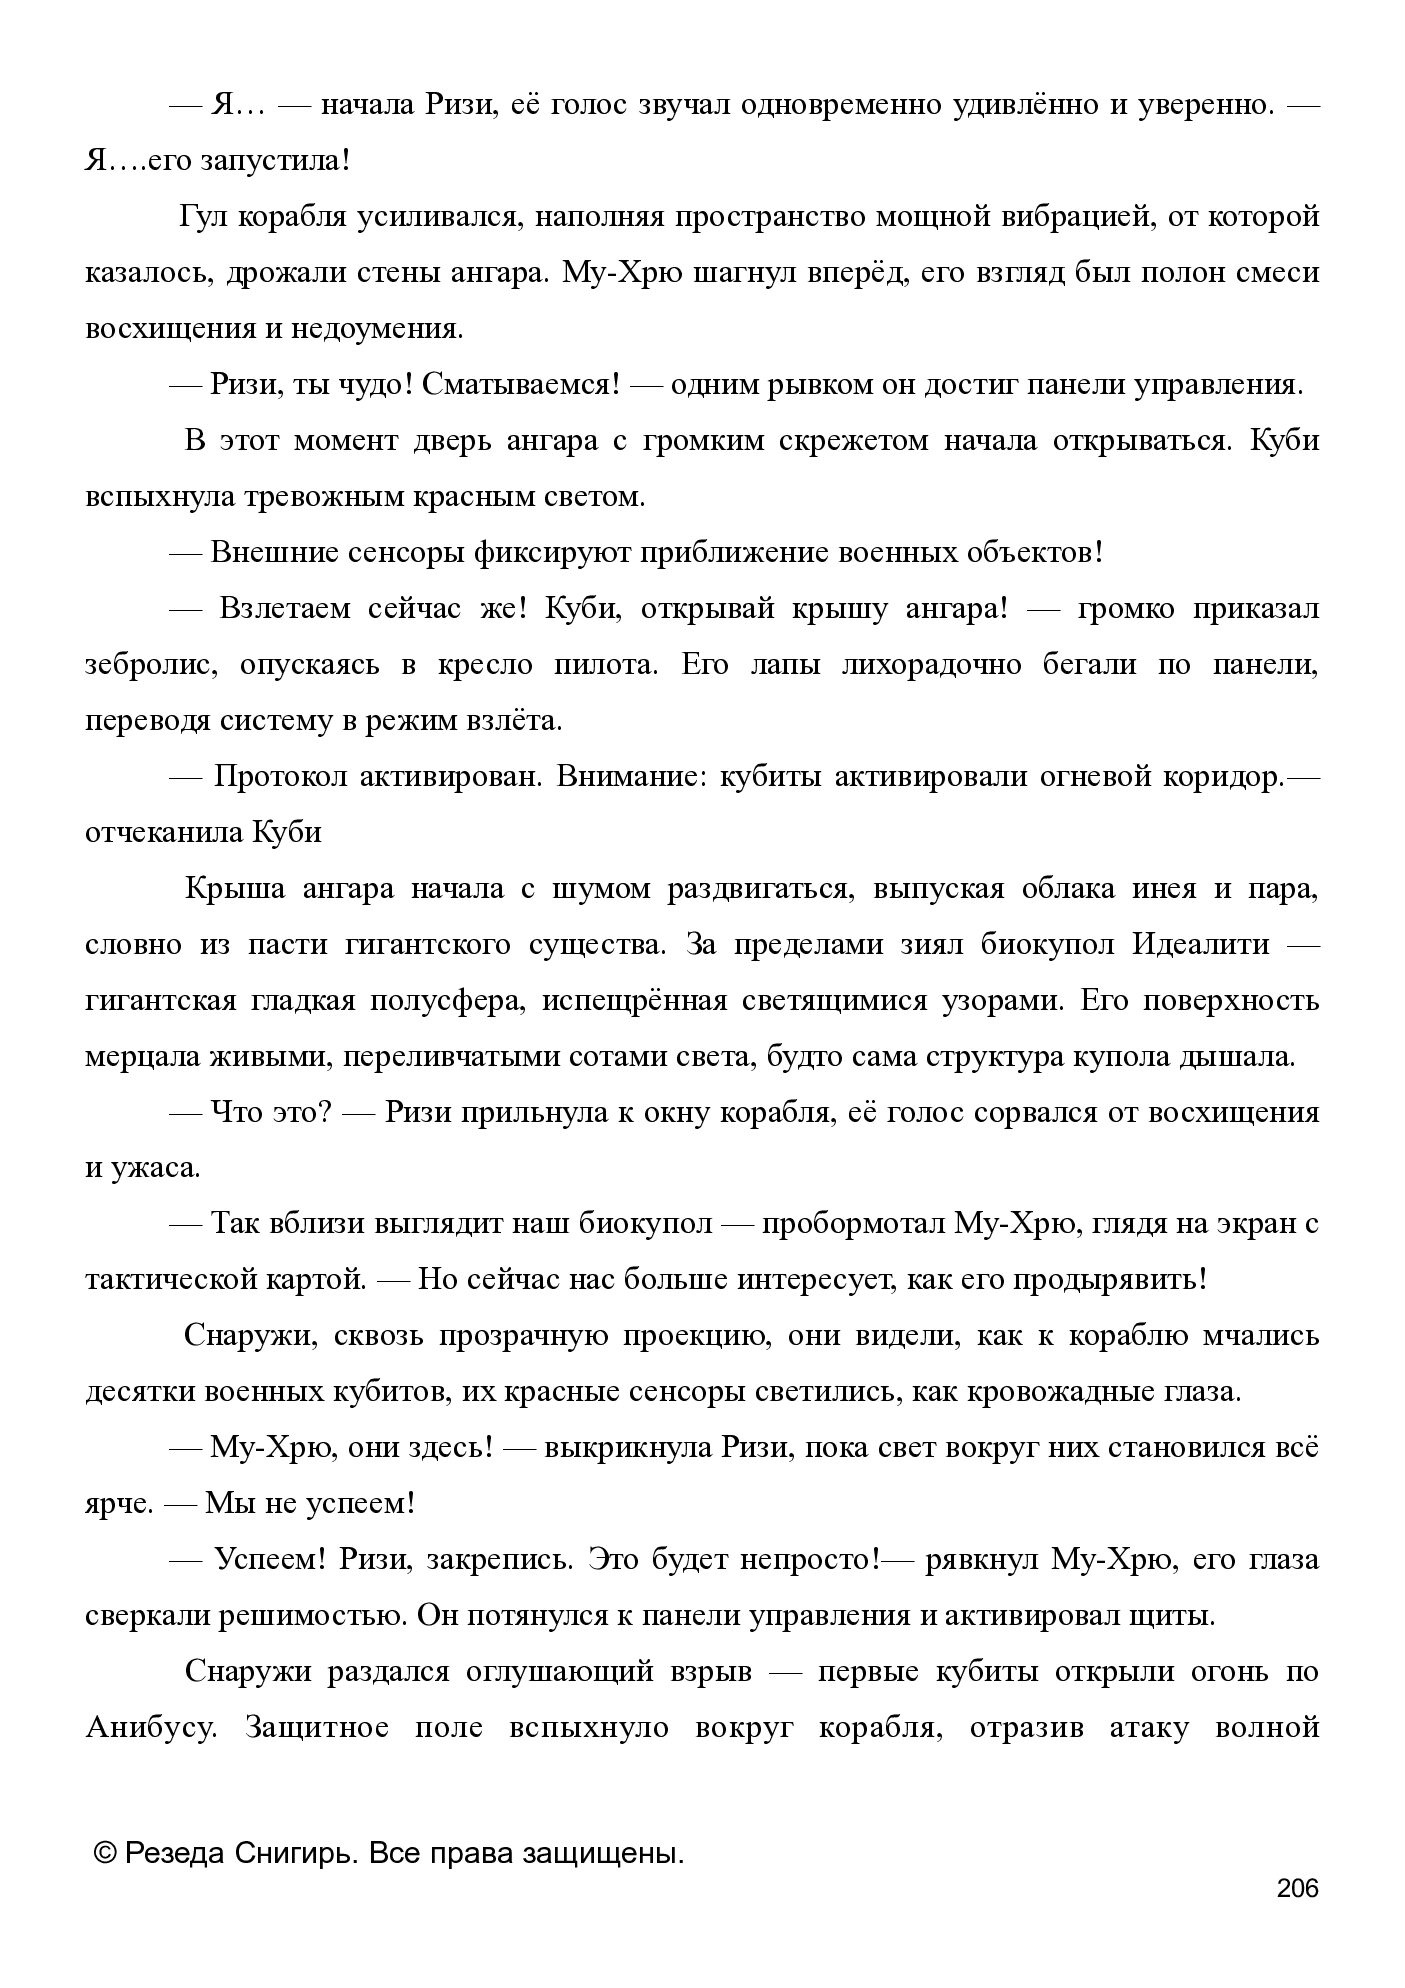 — Я… — начала Ризи, её голос звучал одновременно удивлённо и уверенно. —
Я….его запустила!
Гул корабля усиливался, наполняя пространство мощной вибрацией, от которой
казалось, дрожали стены ангара. Му-Хрю шагнул вперёд, его взгляд был полон смеси
восхищения и недоумения.
— Ризи, ты чудо! Сматываемся! — одним рывком он достиг панели управления.
В этот момент дверь ангара с громким скрежетом начала открываться. Куби
вспыхнула тревожным красным светом.
— Внешние сенсоры фиксируют приближение военных объектов!
— Взлетаем сейчас же! Куби, открывай крышу ангара! — громко приказал
зебролис, опускаясь в кресло пилота. Его лапы лихорадочно бегали по панели,
переводя систему в режим взлёта.
— Протокол активирован. Внимание: кубиты активировали огневой коридор.—
отчеканила Куби
Крыша ангара начала с шумом раздвигаться, выпуская облака инея и пара,
словно из пасти гигантского существа. За пределами зиял биокупол Идеалити —
гигантская гладкая полусфера, испещрённая светящимися узорами. Его поверхность
мерцала живыми, переливчатыми сотами света, будто сама структура купола дышала.
— Что это? — Ризи прильнула к окну корабля, её голос сорвался от восхищения
и ужаса.
— Так вблизи выглядит наш биокупол — пробормотал Му-Хрю, глядя на экран с
тактической картой. — Но сейчас нас больше интересует, как его продырявить!
Снаружи, сквозь прозрачную проекцию, они видели, как к кораблю мчались
десятки военных кубитов, их красные сенсоры светились, как кровожадные глаза.
— Му-Хрю, они здесь! — выкрикнула Ризи, пока свет вокруг них становился всё
ярче. — Мы не успеем!
— Успеем! Ризи, закрепись. Это будет непросто!— рявкнул Му-Хрю, его глаза
сверкали решимостью. Он потянулся к панели управления и активировал щиты.
Снаружи раздался оглушающий взрыв — первые кубиты открыли огонь по
Анибусу. Защитное поле вспыхнуло вокруг корабля, отразив атаку волной
© Резеда Снигирь. Все права защищены.
206